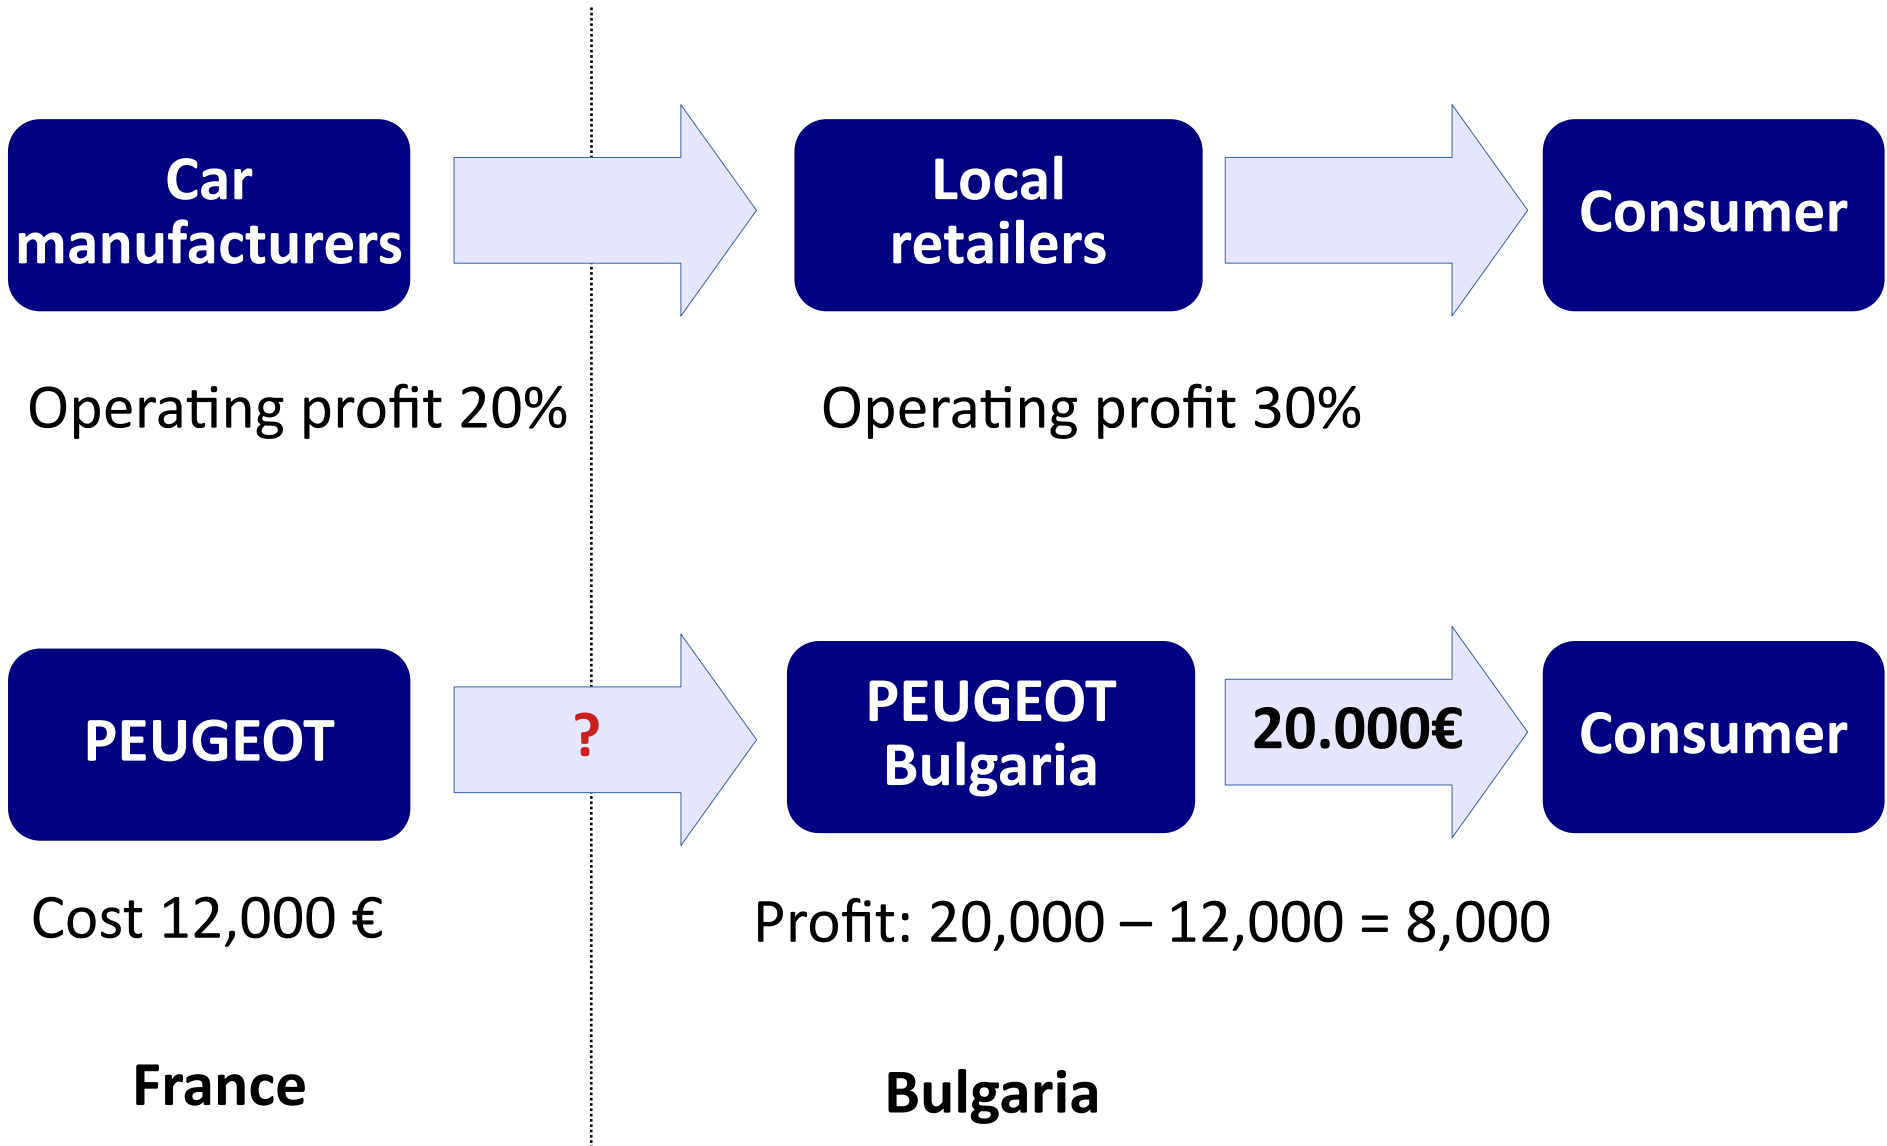 Car
manufacturers
Local
retailers
Consumer
Operating profit 20%
Operating profit 30%
PEUGEOT
?
PEUGEOT
Bulgaria
20.000€
Consumer
Cost 12,000 €
Profit: 20,000 – 12,000 = 8,000
France
Bulgaria